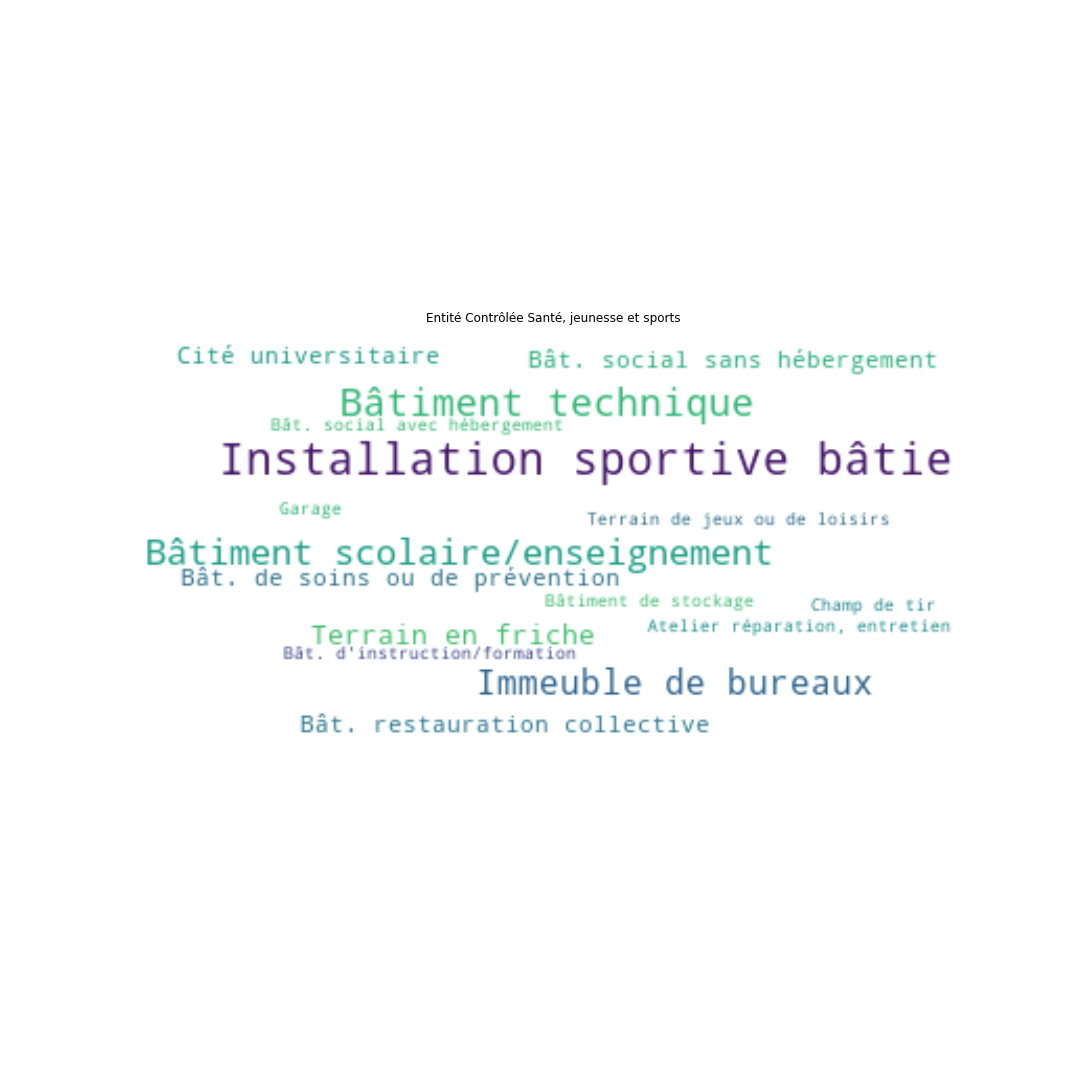 Entité Contrôlée Santé, jeunesse et sports
Cité universitaire
Bât. social sans hébergement
Bâtiment technique
Bât. social avec hébergement
Installation sportive bâtie
Garage
Terrain de jeux ou de loisirs
Bâtiment scolaire/enseignement
Bât. de soins ou de prévention
Bâtiment de stockage
Champ de tir
Atelier réparation, entretien
Terrain en friche
Bât. d'instruction/formation
Immeuble de bureaux
Bât. restauration collective